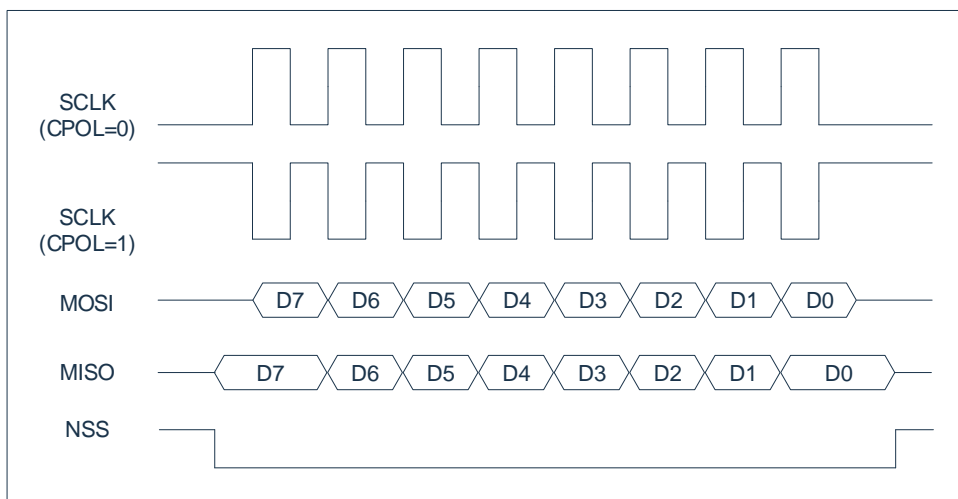 SCLK
(CPOL=0)
SCLK
(CPOL=1)
MOSI
D7 D6 D5 D4 D3 D2 D1 D0
MISO
D7 D6 D5 D4 D3 D2 D1 D0
NSS